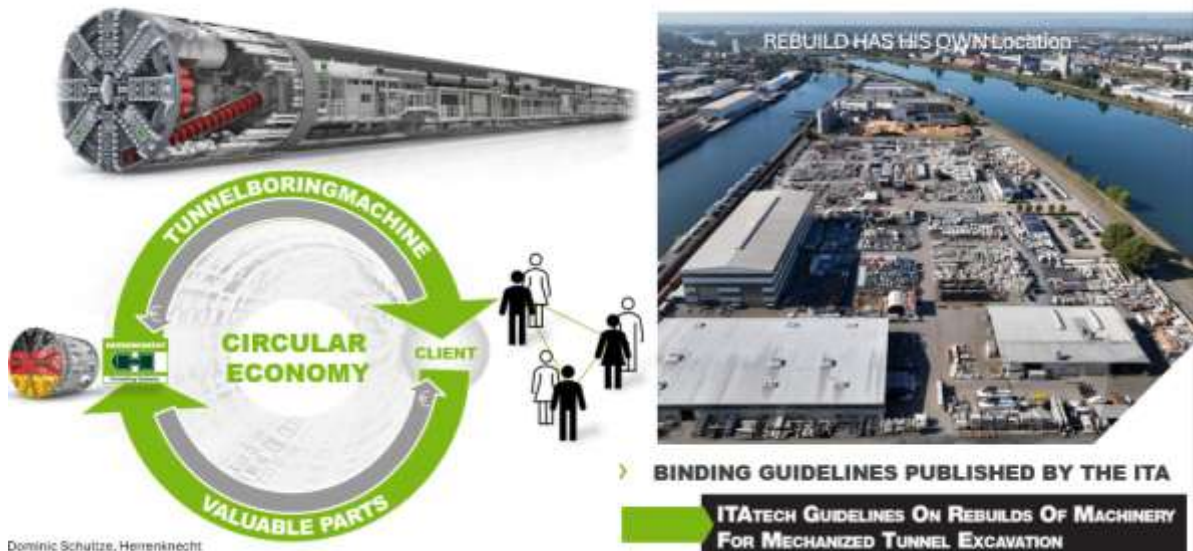 REBUILD HAS HIS OWN Location
TUNNELBORINGMACHINE
CIRCULAR
ECONOMY
CLIENT
HERRENKNECHT
VALUABLE PARTS
€
€
BINDING GUIDELINES PUBLISHED BY THE ITA
ITATECH GUIDELINES ON REBUILDS OF MACHINERY
FOR MECHANIZED TUNNEL EXCAVATION
Dominic Schultze, Herrenknecht